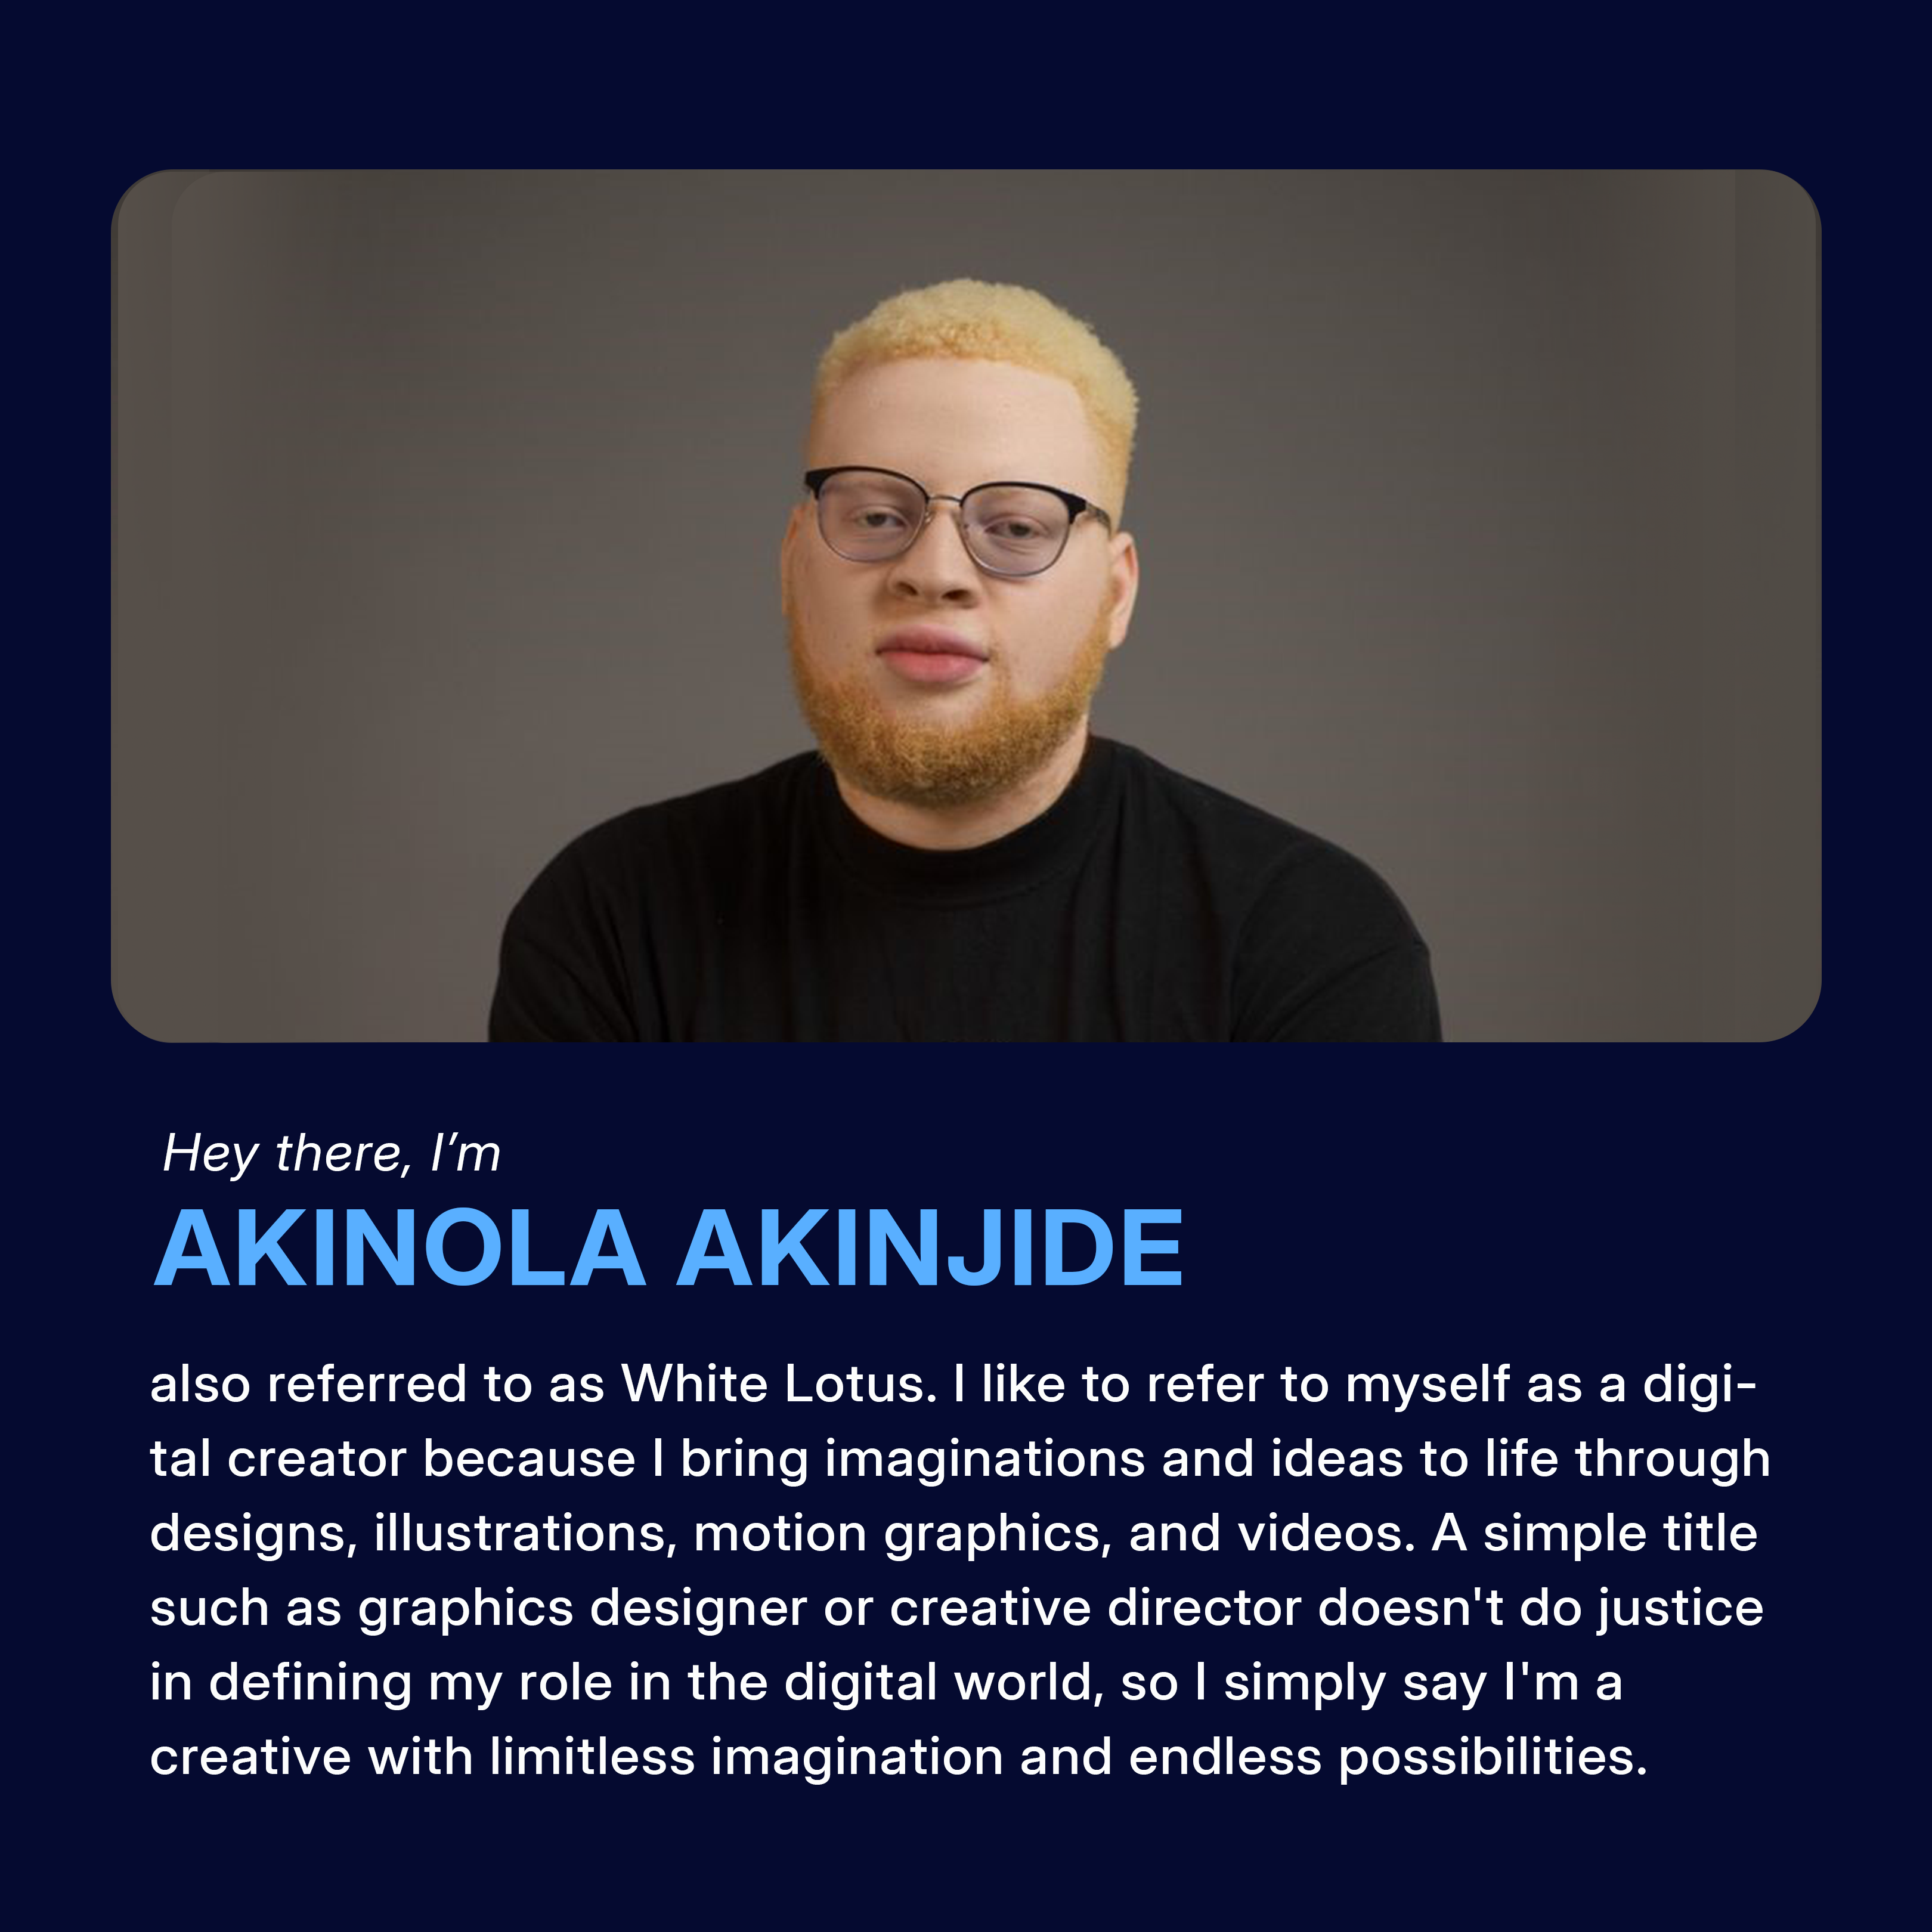 Hey there, I’m
AKINOLA AKINJIDE
also referred to as White Lotus. I like to refer to myself as a digi-
tal creator because I bring imaginations and ideas to life through
designs, illustrations, motion graphics, and videos. A simple title
such as graphics designer or creative director doesn't do justice
in defining my role in the digital world, so I simply say I'm a
creative with limitless imagination and endless possibilities.